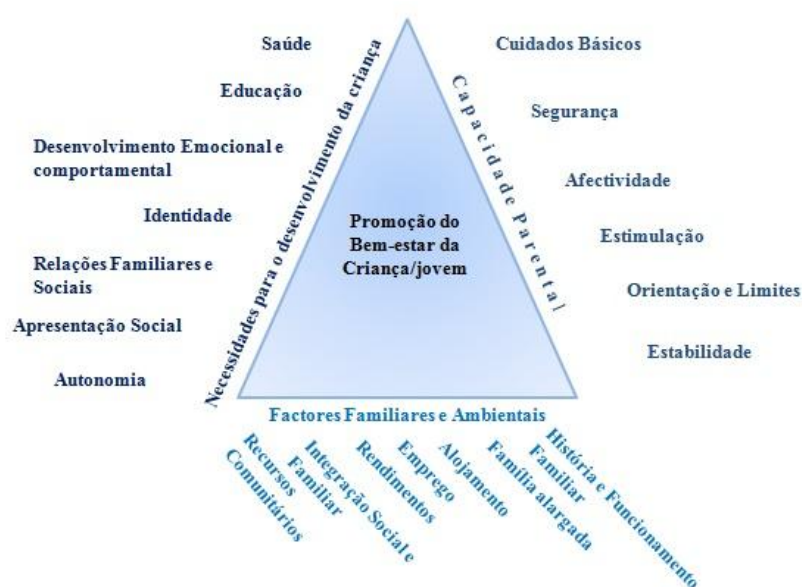 Saúde
Educação
Desenvolvimento Emocional e
comportamental
Identidade
Relações Familiares e
Sociais
Apresentação Social
Autonomia
Necessidades para o desenvolvimento da criança
Promoção do
Bem-estar da
Criança/jovem
Capacidade Parental
Cuidados Básicos
Segurança
Afectividade
Estimulação
Orientação e Limites
Estabilidade
Factores Familiares e Ambientais
Recursos
Comunitários
Integração Social e
Familiar
Rendimentos
Emprego
Alojamento
Família alargada
História e Funcionamento
Familiar